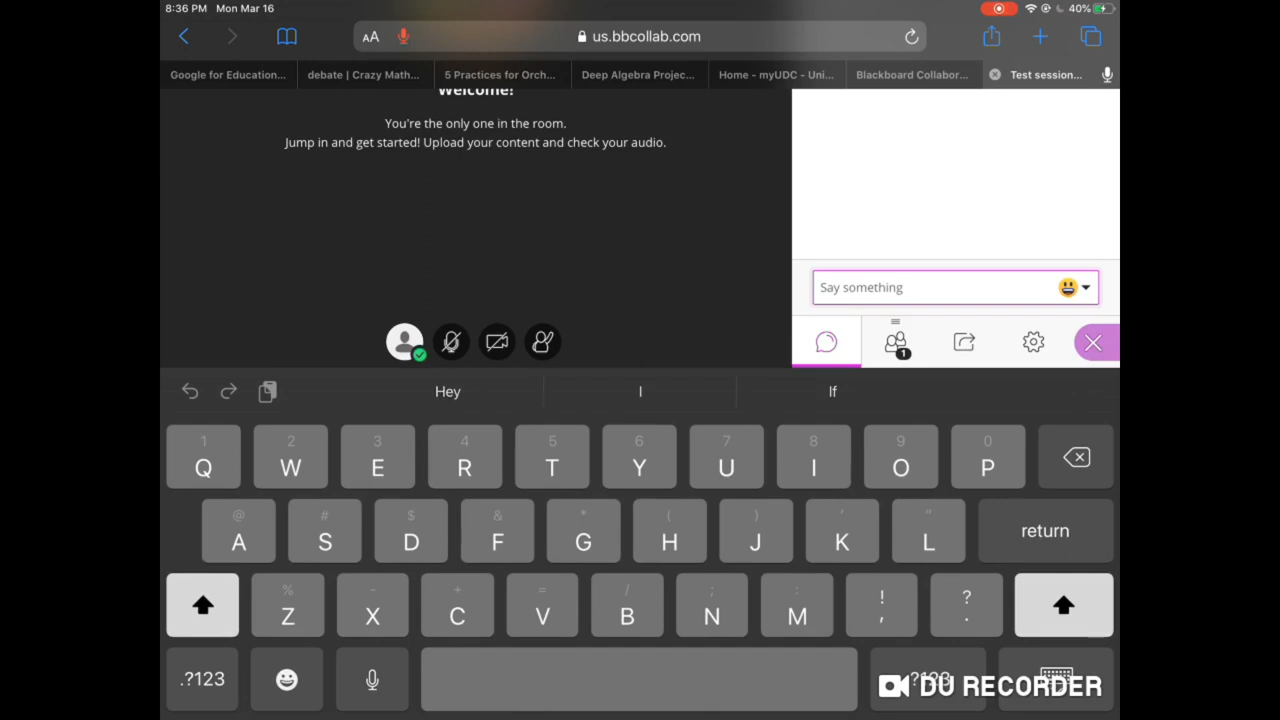 8:36 PM Mon Mar 16
40%
AA
us.bbcollab.com
Google for Education...
debate | Crazy Math...
5 Practices for Orch...
Deep Algebra Projec...
Home - myUDC - Uni...
Blackboard Collabor...
Test session...
Welcome!
You're the only one in the room.
Jump in and get started! Upload your content and check your audio.
Say something
1
Hey I If
1 2 3 4 5 6 7 8 9 0
Q W E R T Y U I O P
@ # $ & * ( ) ' "
A S D F G H J K L return
% - + = / ; : ! ?
Z X C V B N M , .
.?123 .?123
DU RECORDER